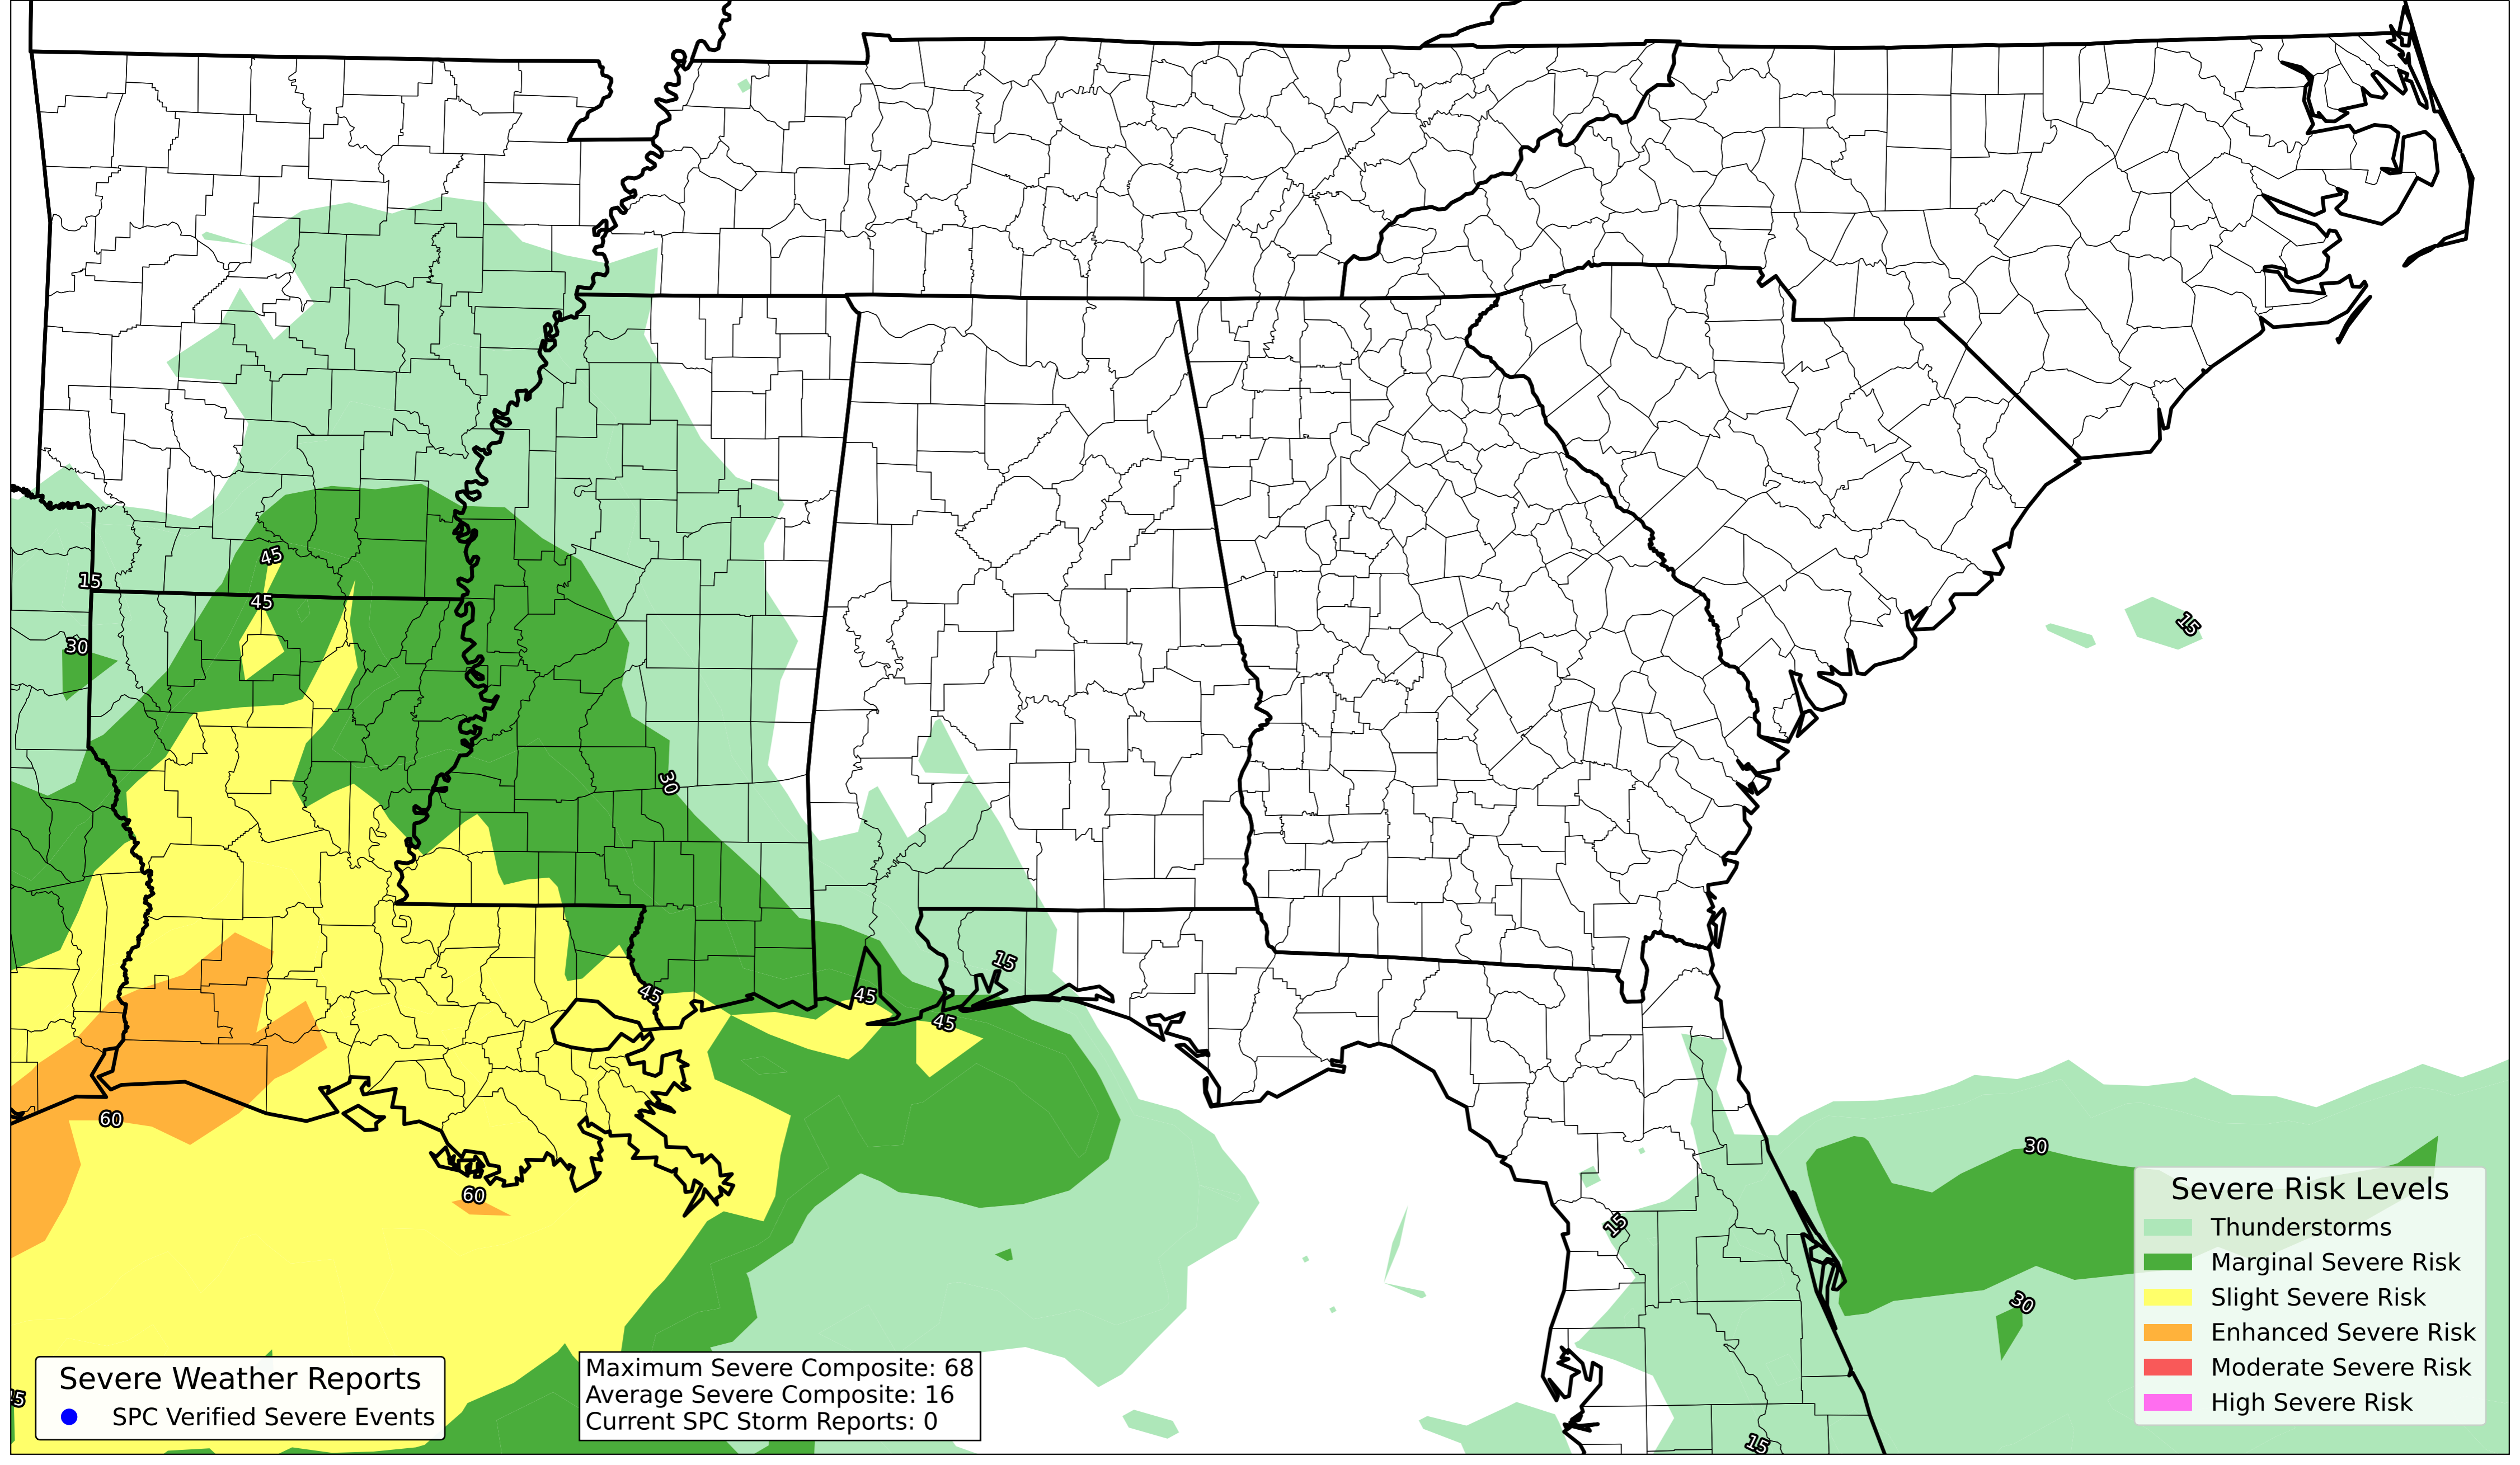 45
15
45
30
15
30
15
45
45
45
60
30
60
15
30
45
15
Severe Risk Levels
Thunderstorms
Marginal Severe Risk
Slight Severe Risk
Enhanced Severe Risk
Moderate Severe Risk
High Severe Risk
Severe Weather Reports
SPC Verified Severe Events
Maximum Severe Composite: 68
Average Severe Composite: 16
Current SPC Storm Reports: 0